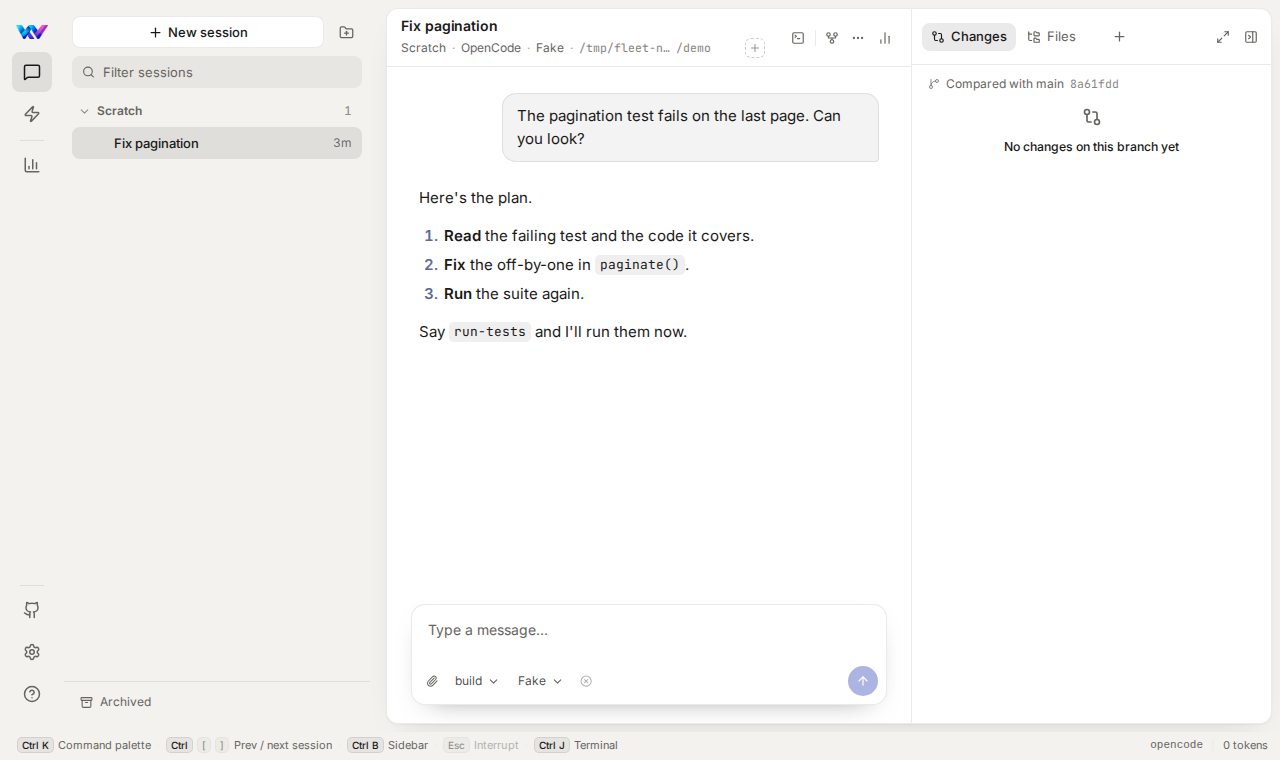 New session
Filter sessions
Scratch 1
Fix pagination 3m
Archived
Fix pagination
Scratch · OpenCode · Fake · /tmp/fleet-n… /demo
The pagination test fails on the last page. Can
you look?
Here's the plan.
1. Read the failing test and the code it covers.
2. Fix the off-by-one in paginate().
3. Run the suite again.
Say run-tests and I'll run them now.
Type a message...
build Fake
Changes Files
Compared with main 8a61fdd
No changes on this branch yet
Ctrl K Command palette Ctrl [ ] Prev / next session Ctrl B Sidebar Esc Interrupt Ctrl J Terminal opencode 0 tokens